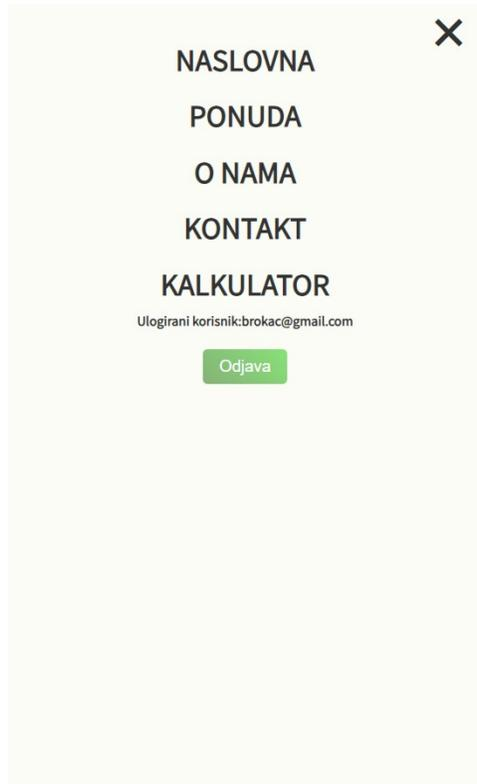 NASLOVNA
PONUDA
O NAMA
KONTAKT
KALKULATOR
Ulogirani korisnik:brokac@gmail.com
Odjava